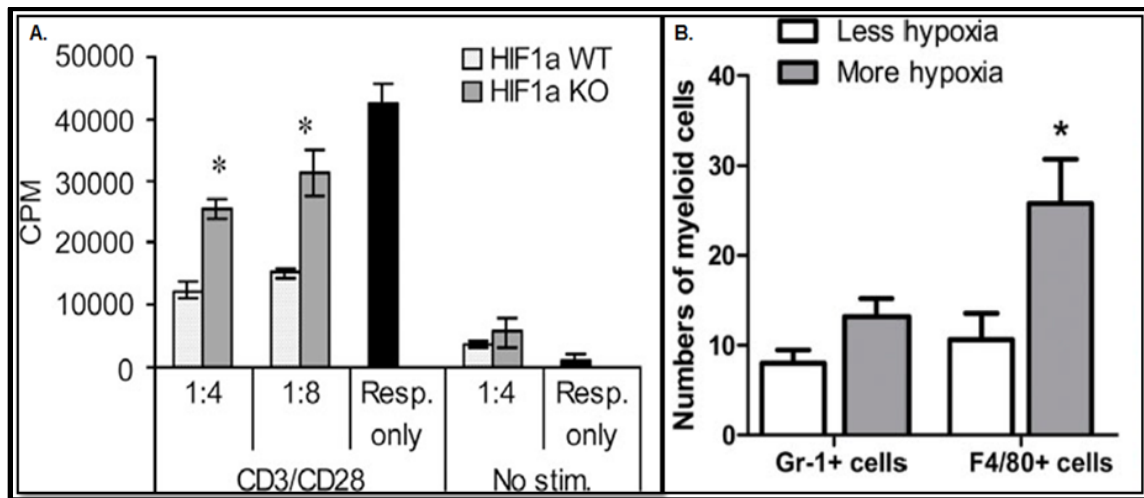 A.
HIF1a WT
HIF1a KO
CPM
50000
40000
30000
20000
10000
0
*
*
1:4
1:8
Resp.
only
1:4
Resp.
only
CD3/CD28
No stim.
B.
Less hypoxia
More hypoxia
Numbers of myeloid cells
40
30
20
10
0
*
Gr-1+ cells
F4/80+ cells